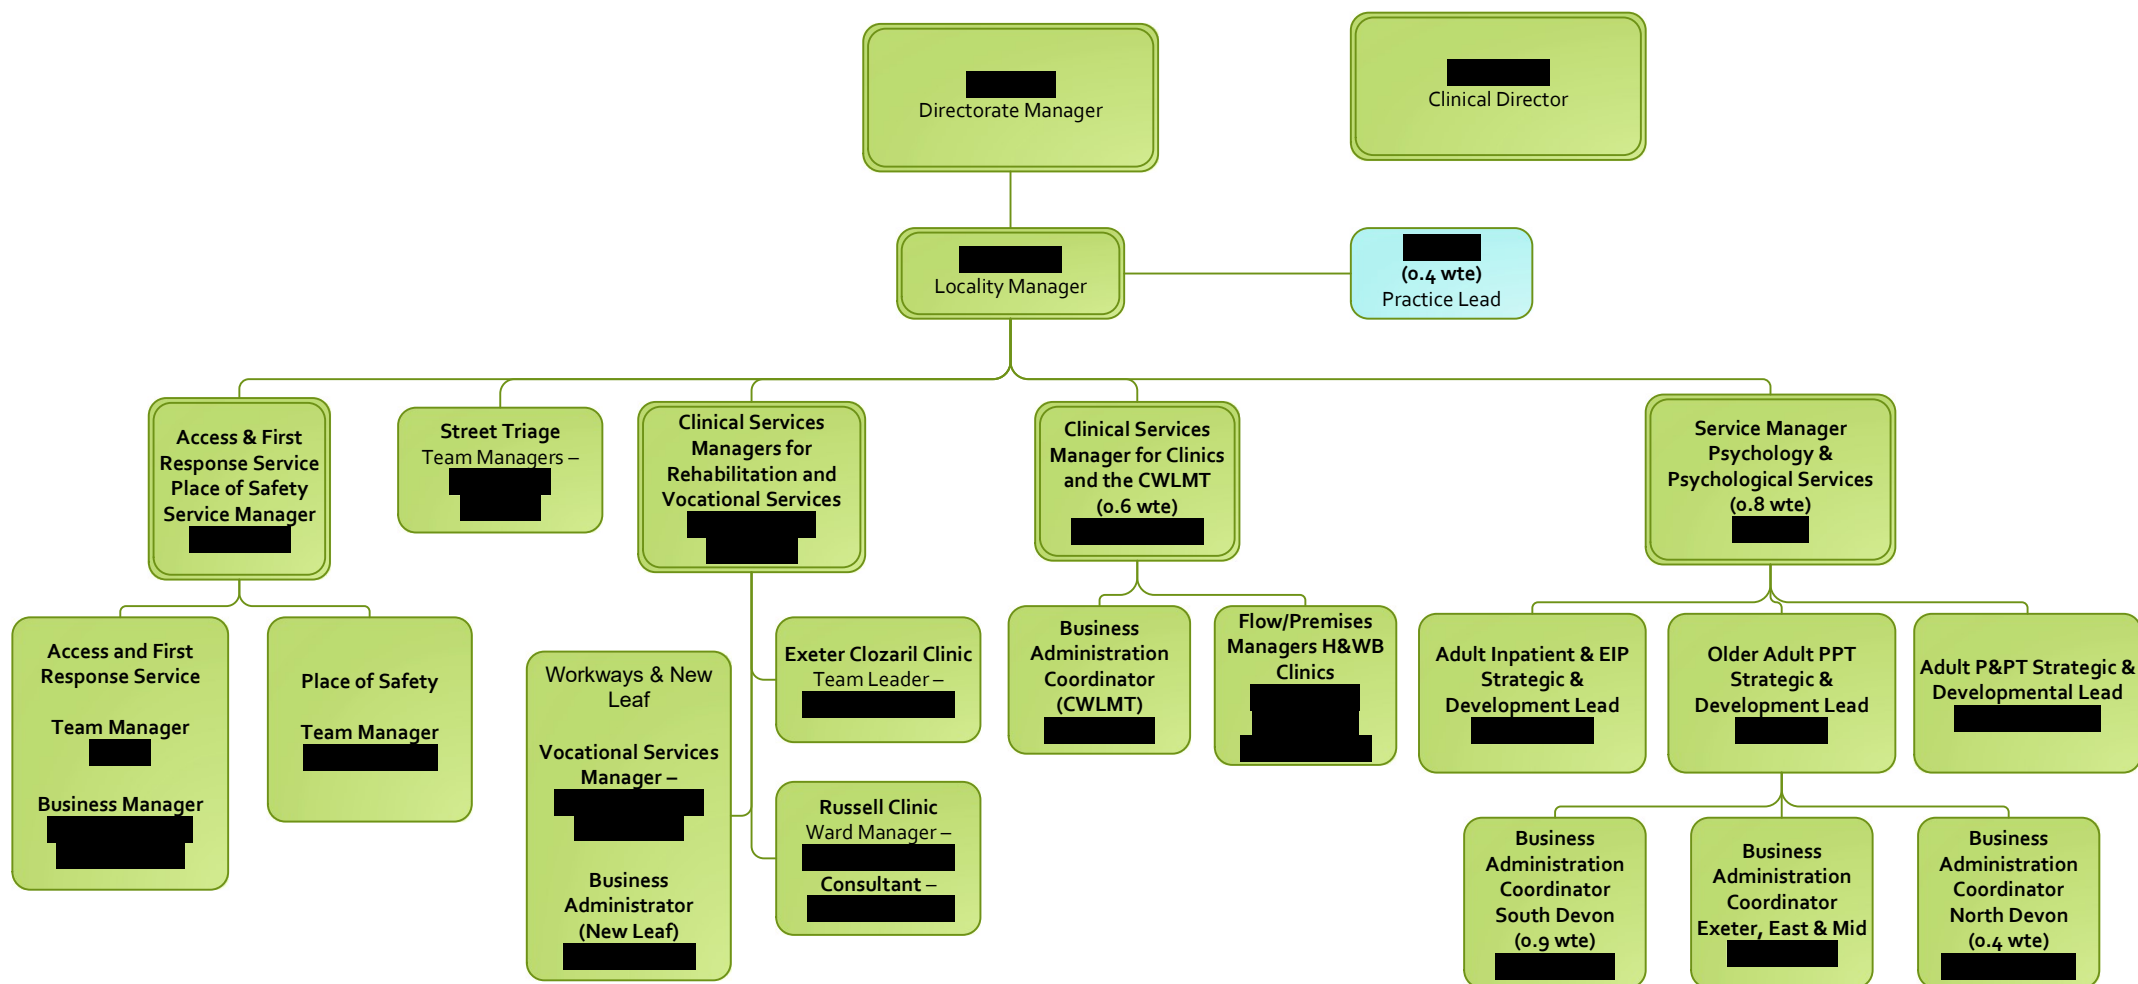 Directorate Manager
Clinical Director
Locality Manager
(0.4 wte)
Practice Lead
Access & First
Response Service
Place of Safety
Service Manager
Street Triage
Team Managers –
Clinical Services
Managers for
Rehabilitation and
Vocational Services
Clinical Services
Manager for Clinics
and the CWLMT
(0.6 wte)
Service Manager
Psychology &
Psychological Services
(0.8 wte)
Access and First
Response Service
Team Manager
Business Manager
Place of Safety
Team Manager
Workways & New
Leaf
Vocational Services
Manager –
Business
Administrator
(New Leaf)
Exeter Clozaril Clinic
Team Leader –
Russell Clinic
Ward Manager –
Consultant –
Business
Administration
Coordinator
(CWLMT)
Flow/Premises
Managers H&WB
Clinics
Adult Inpatient & EIP
Strategic &
Development Lead
Older Adult PPT
Strategic &
Development Lead
Adult P&PT Strategic &
Developmental Lead
Business
Administration
Coordinator
South Devon
(0.9 wte)
Business
Administration
Coordinator
Exeter, East & Mid
Business
Administration
Coordinator
North Devon
(0.4 wte)